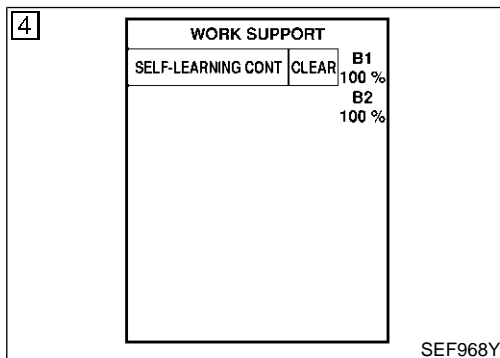 4
WORK SUPPORT
SELF-LEARNING CONT CLEAR B1
100 %
B2
100 %
SEF968Y